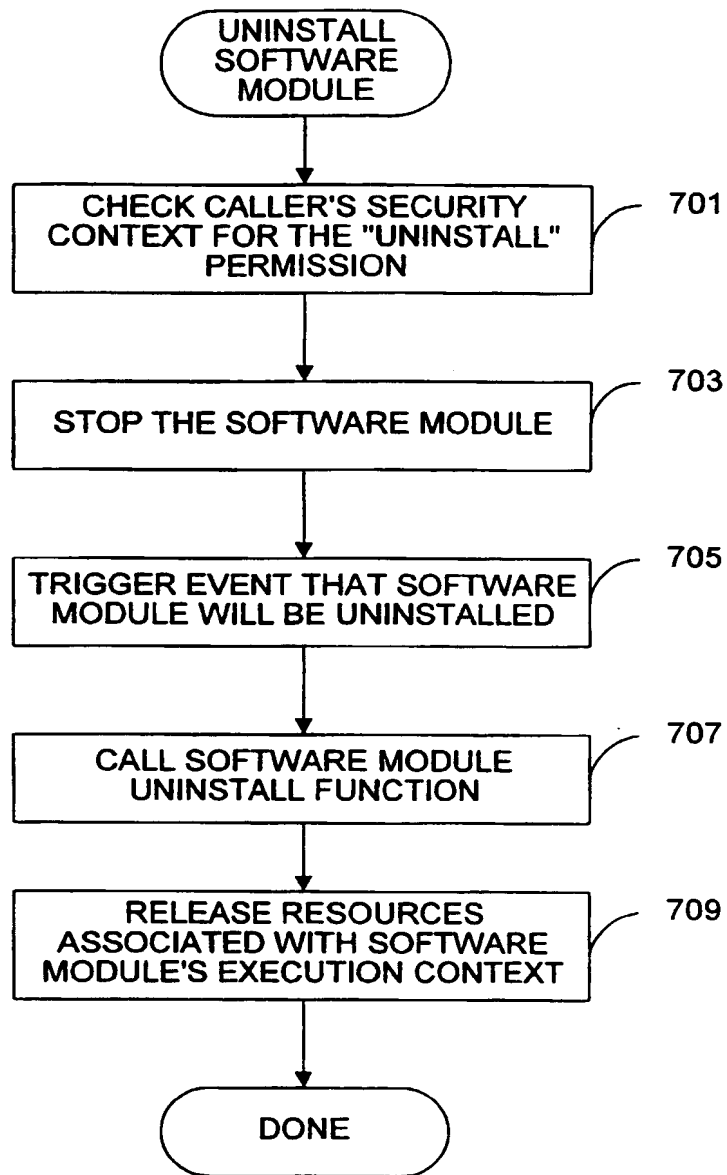 UNINSTALL
SOFTWARE
MODULE
CHECK CALLER'S SECURITY
CONTEXT FOR THE "UNINSTALL"
PERMISSION
701
STOP THE SOFTWARE MODULE
703
TRIGGER EVENT THAT SOFTWARE
MODULE WILL BE UNINSTALLED
705
CALL SOFTWARE MODULE
UNINSTALL FUNCTION
707
RELEASE RESOURCES
ASSOCIATED WITH SOFTWARE
MODULE'S EXECUTION CONTEXT
709
DONE